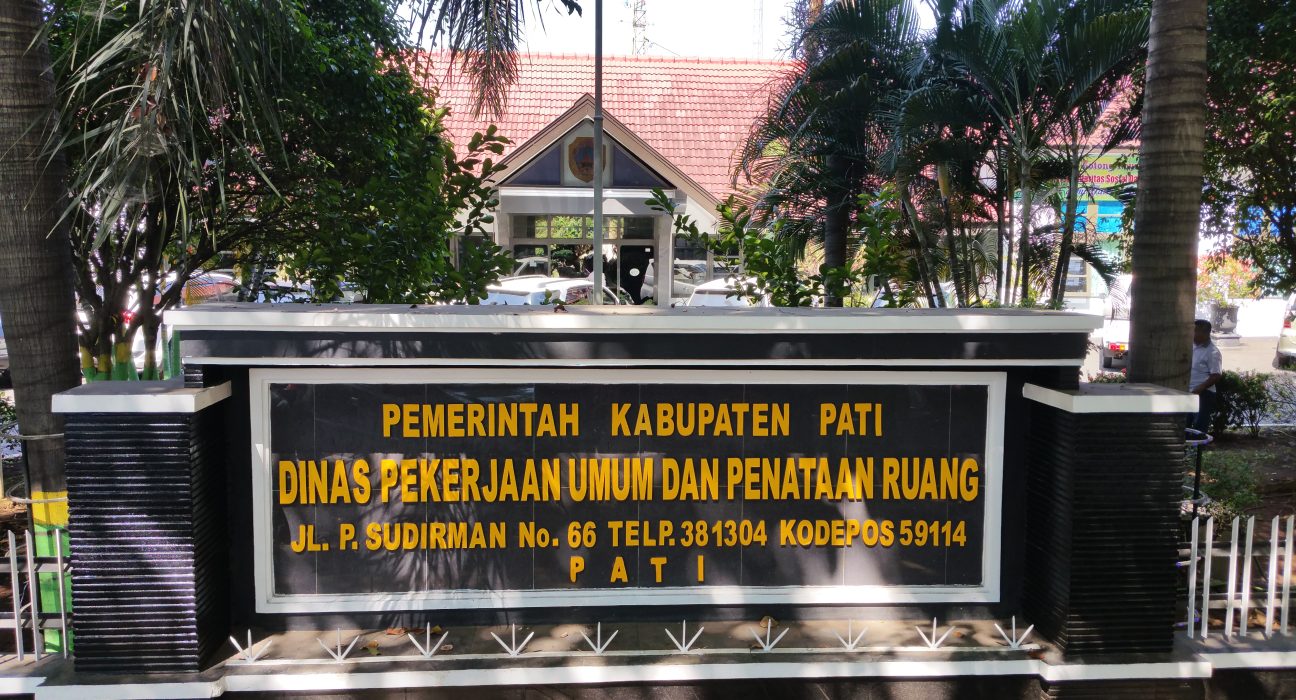 PEMERINTAH KABUPATEN PATI
DINAS PEKERJAAN UMUM DAN PENATAAN RUANG
JL. P. SUDIRMAN No. 66 TELP. 381304 KODEPOS 59114
PATI